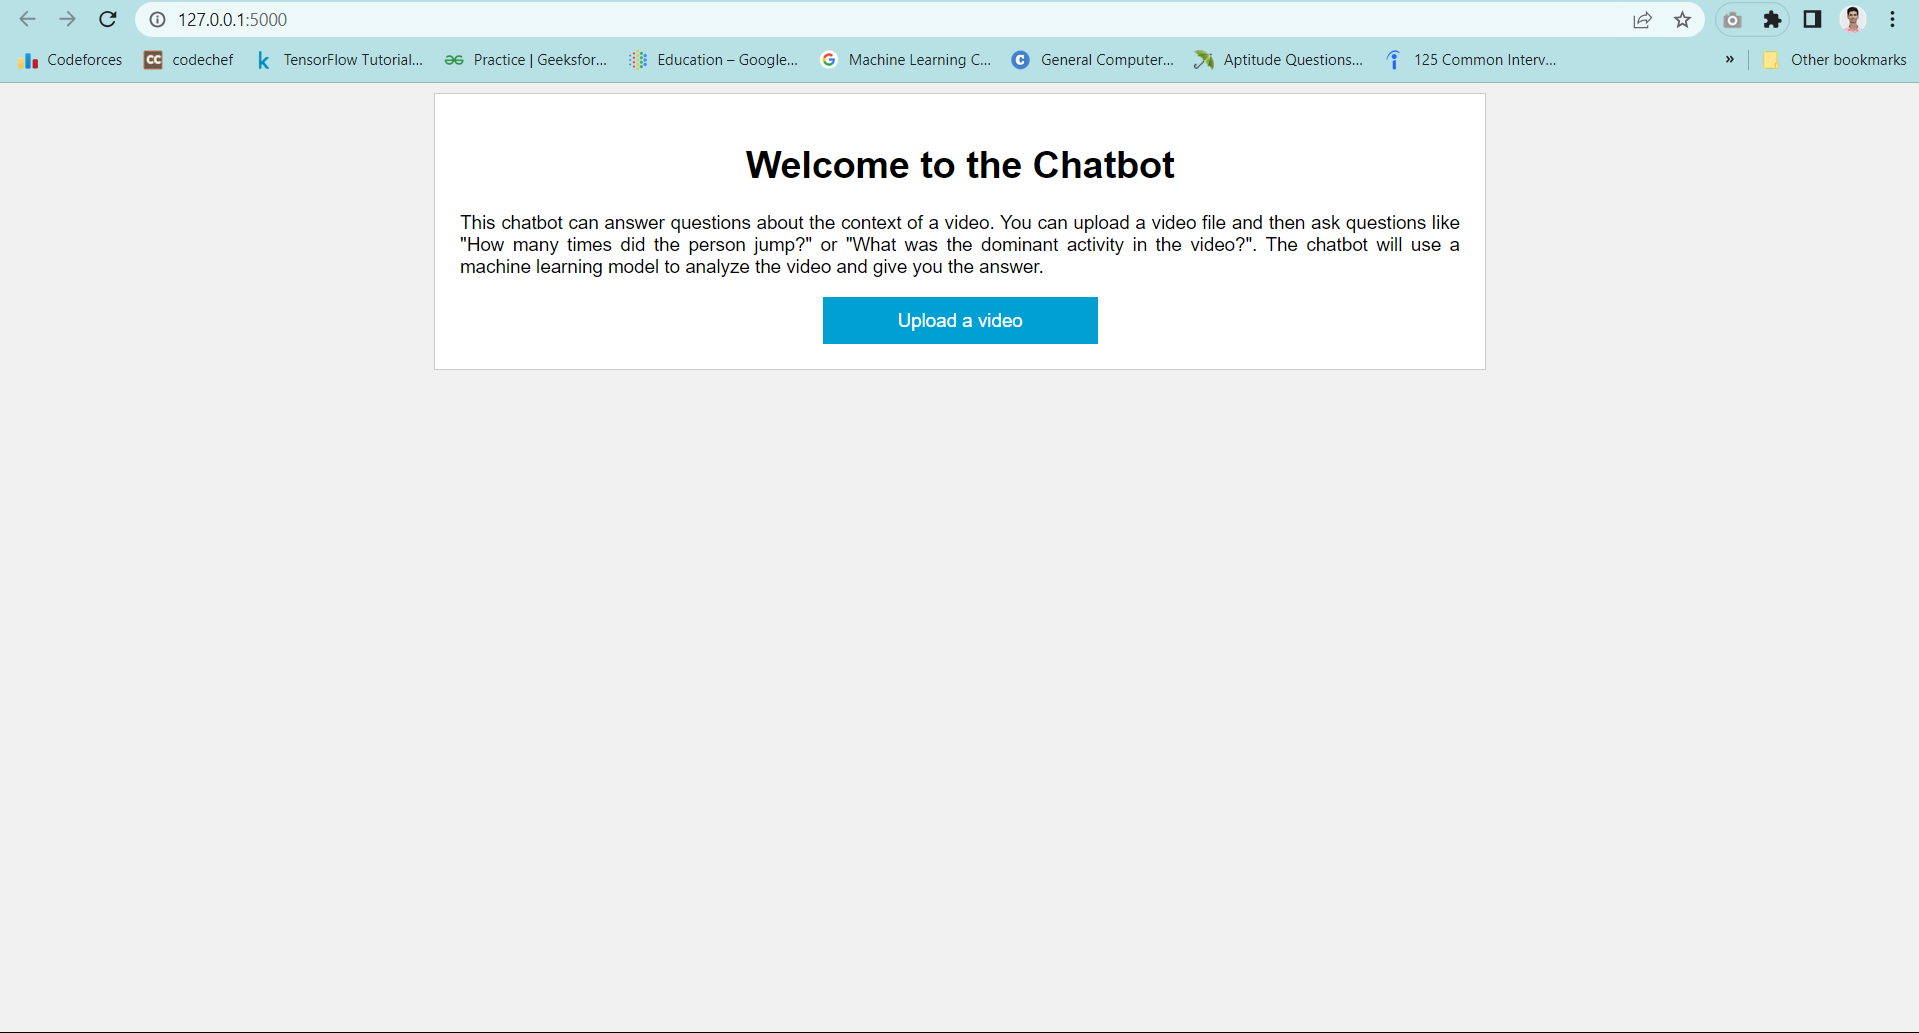 127.0.0.1:5000
Codeforces CC codechef k TensorFlow Tutorial... Practice | Geeksfor... Education – Google... G Machine Learning C... C General Computer... Aptitude Questions... 125 Common Interv... » Other bookmarks
Welcome to the Chatbot
This chatbot can answer questions about the context of a video. You can upload a video file and then ask questions like
"How many times did the person jump?" or "What was the dominant activity in the video?". The chatbot will use a
machine learning model to analyze the video and give you the answer.
Upload a video